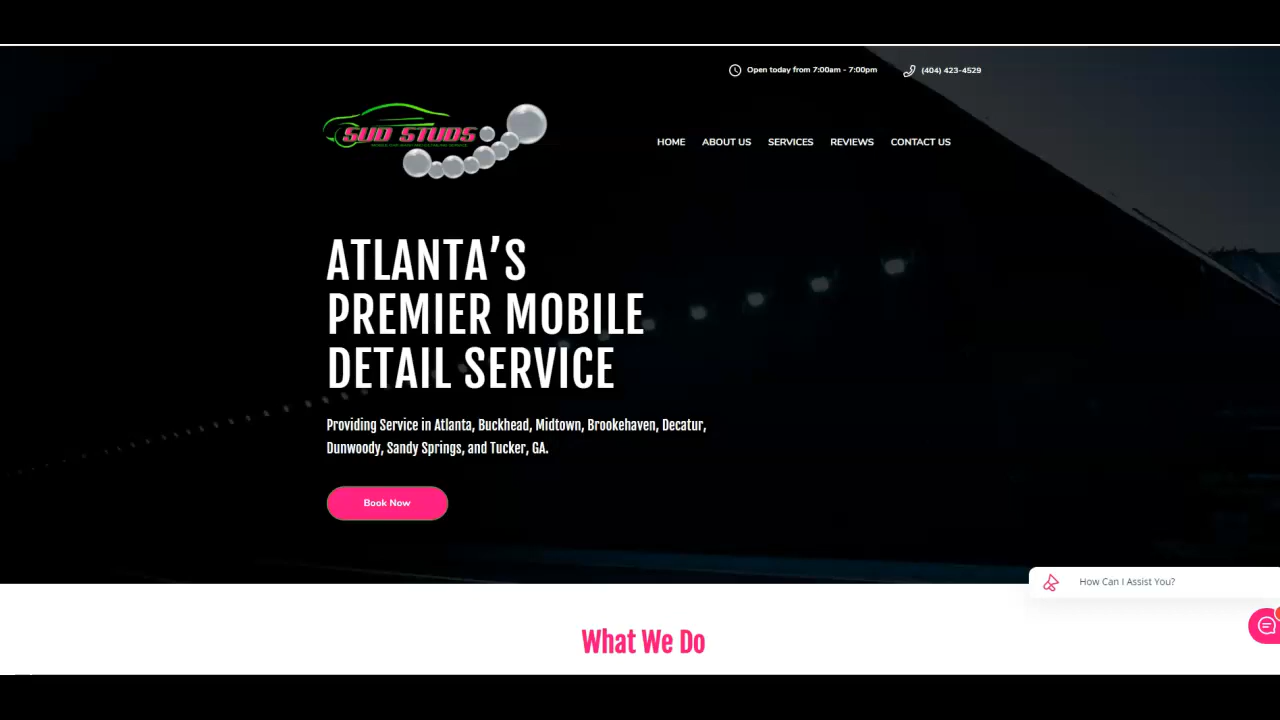 Open today from 7:00am - 7:00pm
(404) 423-4529
SUD STUDS
HOME
ABOUT US
SERVICES
REVIEWS
CONTACT US
ATLANTA'S
PREMIER MOBILE
DETAIL SERVICE
Providing Service in Atlanta, Buckhead, Midtown, Brookehaven, Decatur,
Dunwoody, Sandy Springs, and Tucker, GA.
Book Now
How Can I Assist You?
What We Do